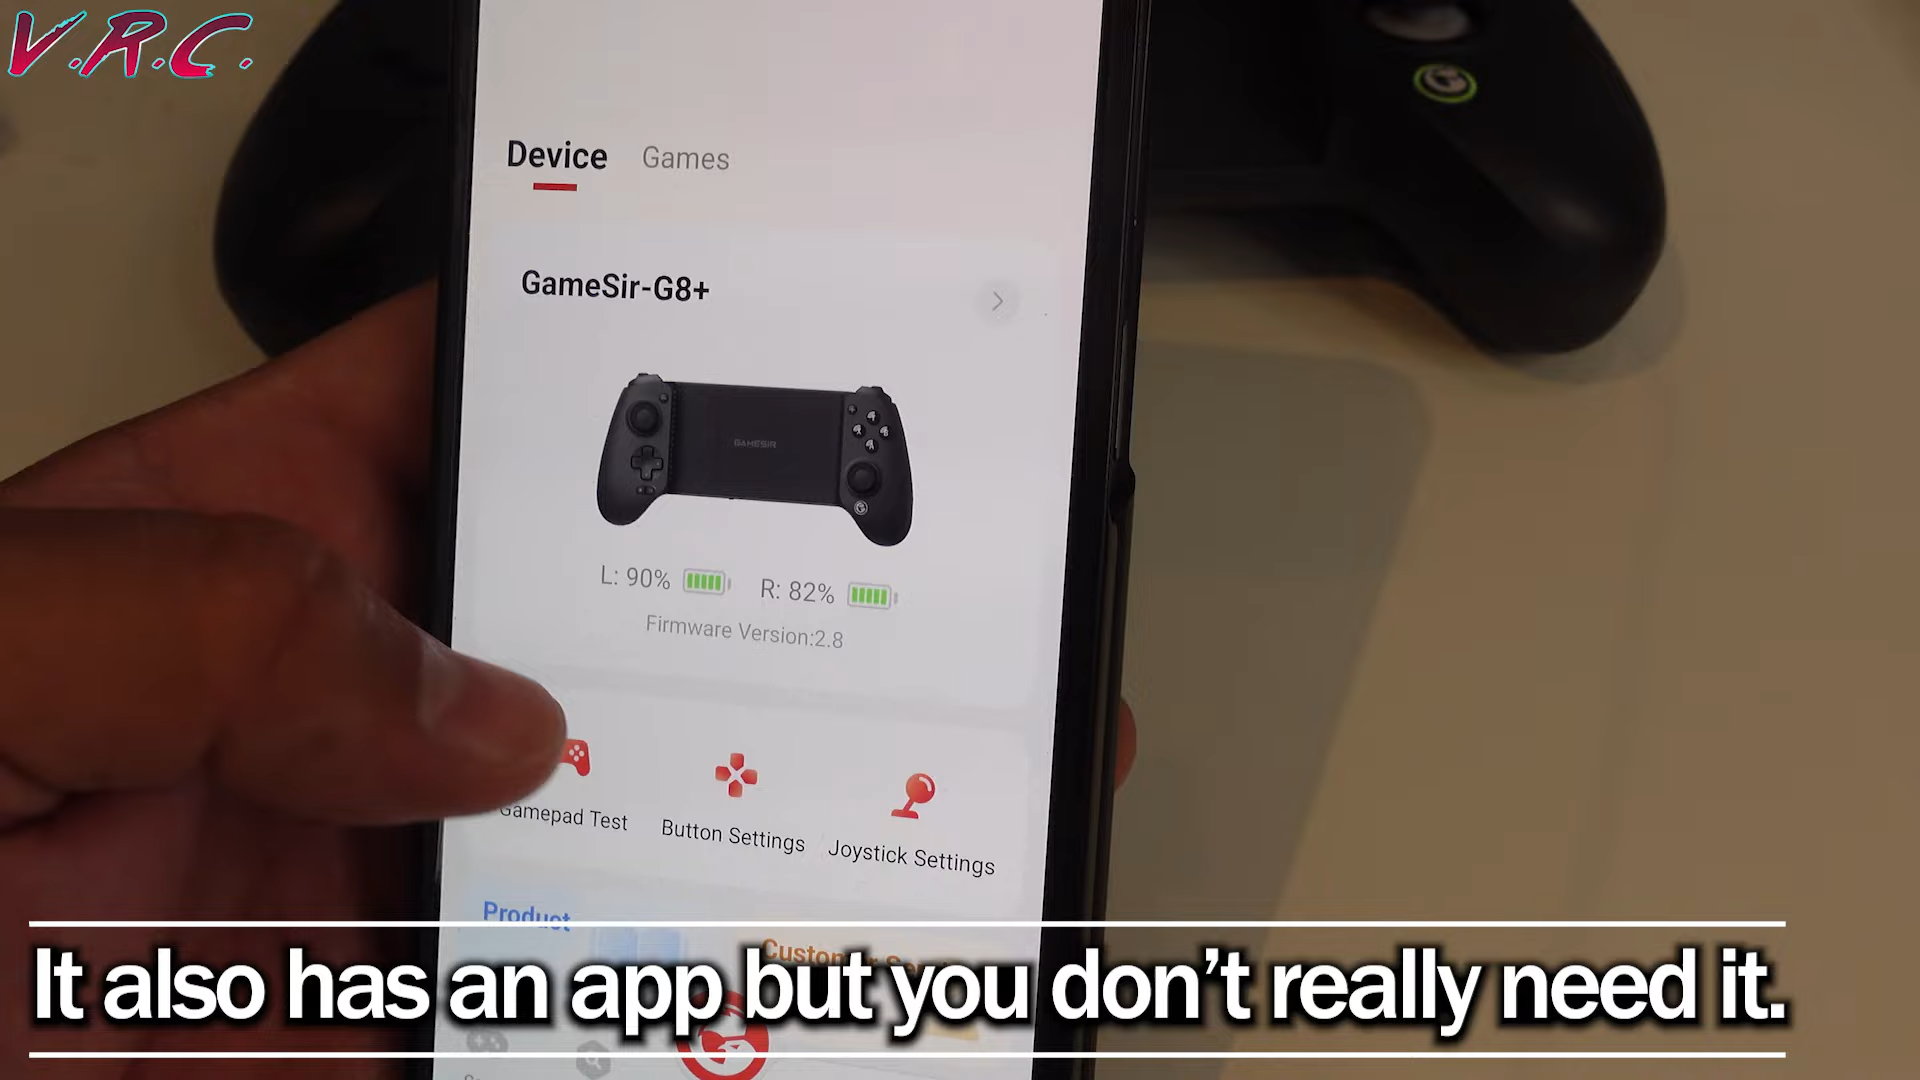 V.R.C.
Device Games
GameSir-G8+
GAMESIR
L: 90% R: 82%
Firmware Version:2.8
Gamepad Test Button Settings Joystick Settings
Product
It also has an app but you don't really need it.